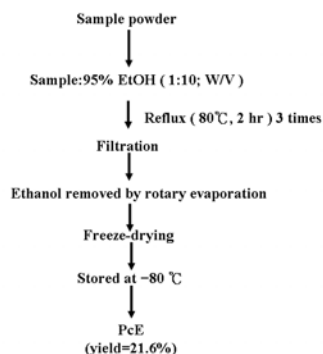 Sample powder
Sample:95% EtOH ( 1:10; W/V )
Reflux ( 80℃, 2 hr ) 3 times
Filtration
Ethanol removed by rotary evaporation
Freeze-drying
Stored at −80 ℃
PcE
(yield=21.6%)